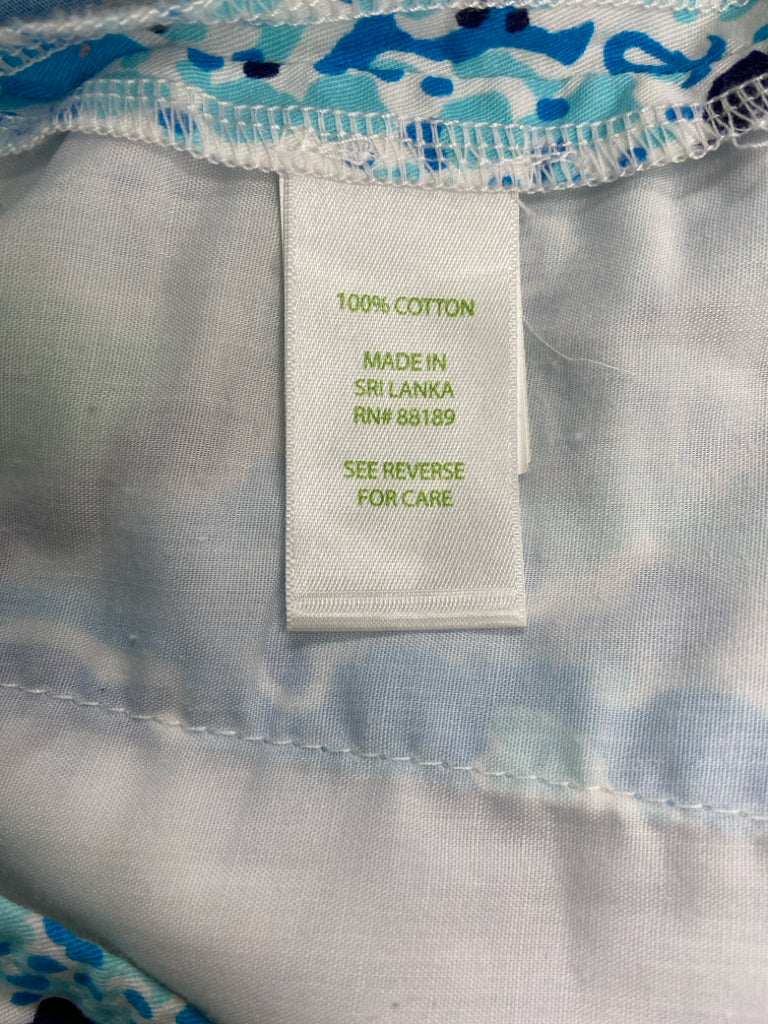 100% COTTON
MADE IN
SRI LANKA
RN# 88189
SEE REVERSE
FOR CARE